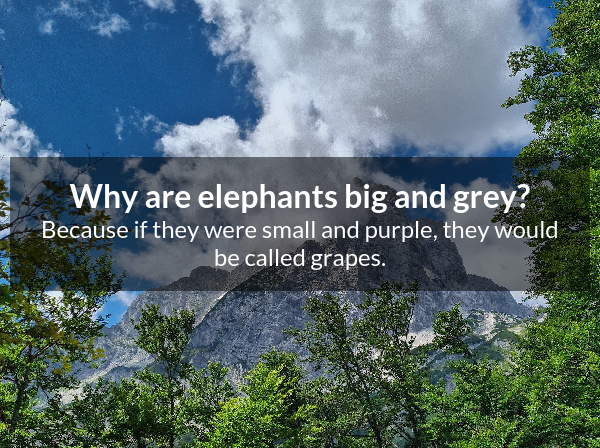 Why are elephants big and grey?
Because if they were small and purple, they would
be called grapes.